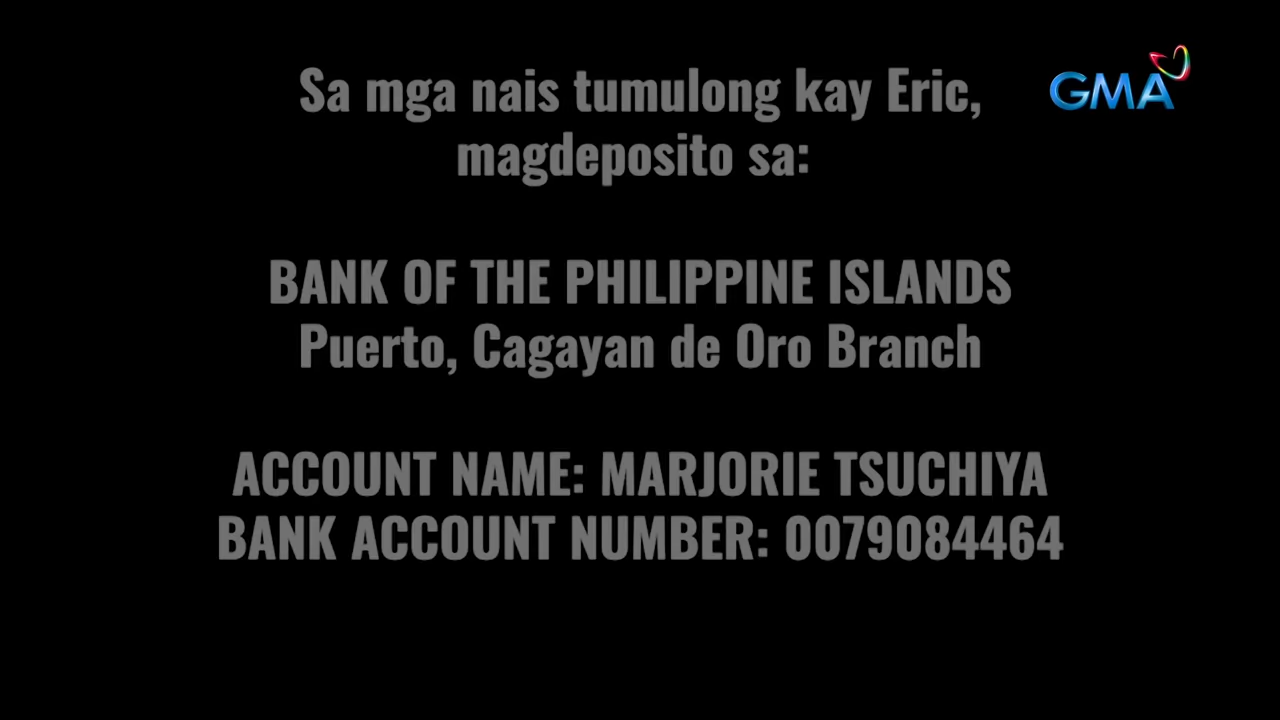 Sa mga nais tumulong kay Eric,
GMA
magdeposito sa:
BANK OF THE PHILIPPINE ISLANDS
Puerto, Cagayan de Oro Branch
ACCOUNT NAME: MARJORIE TSUCHIYA
BANK ACCOUNT NUMBER: 0079084464